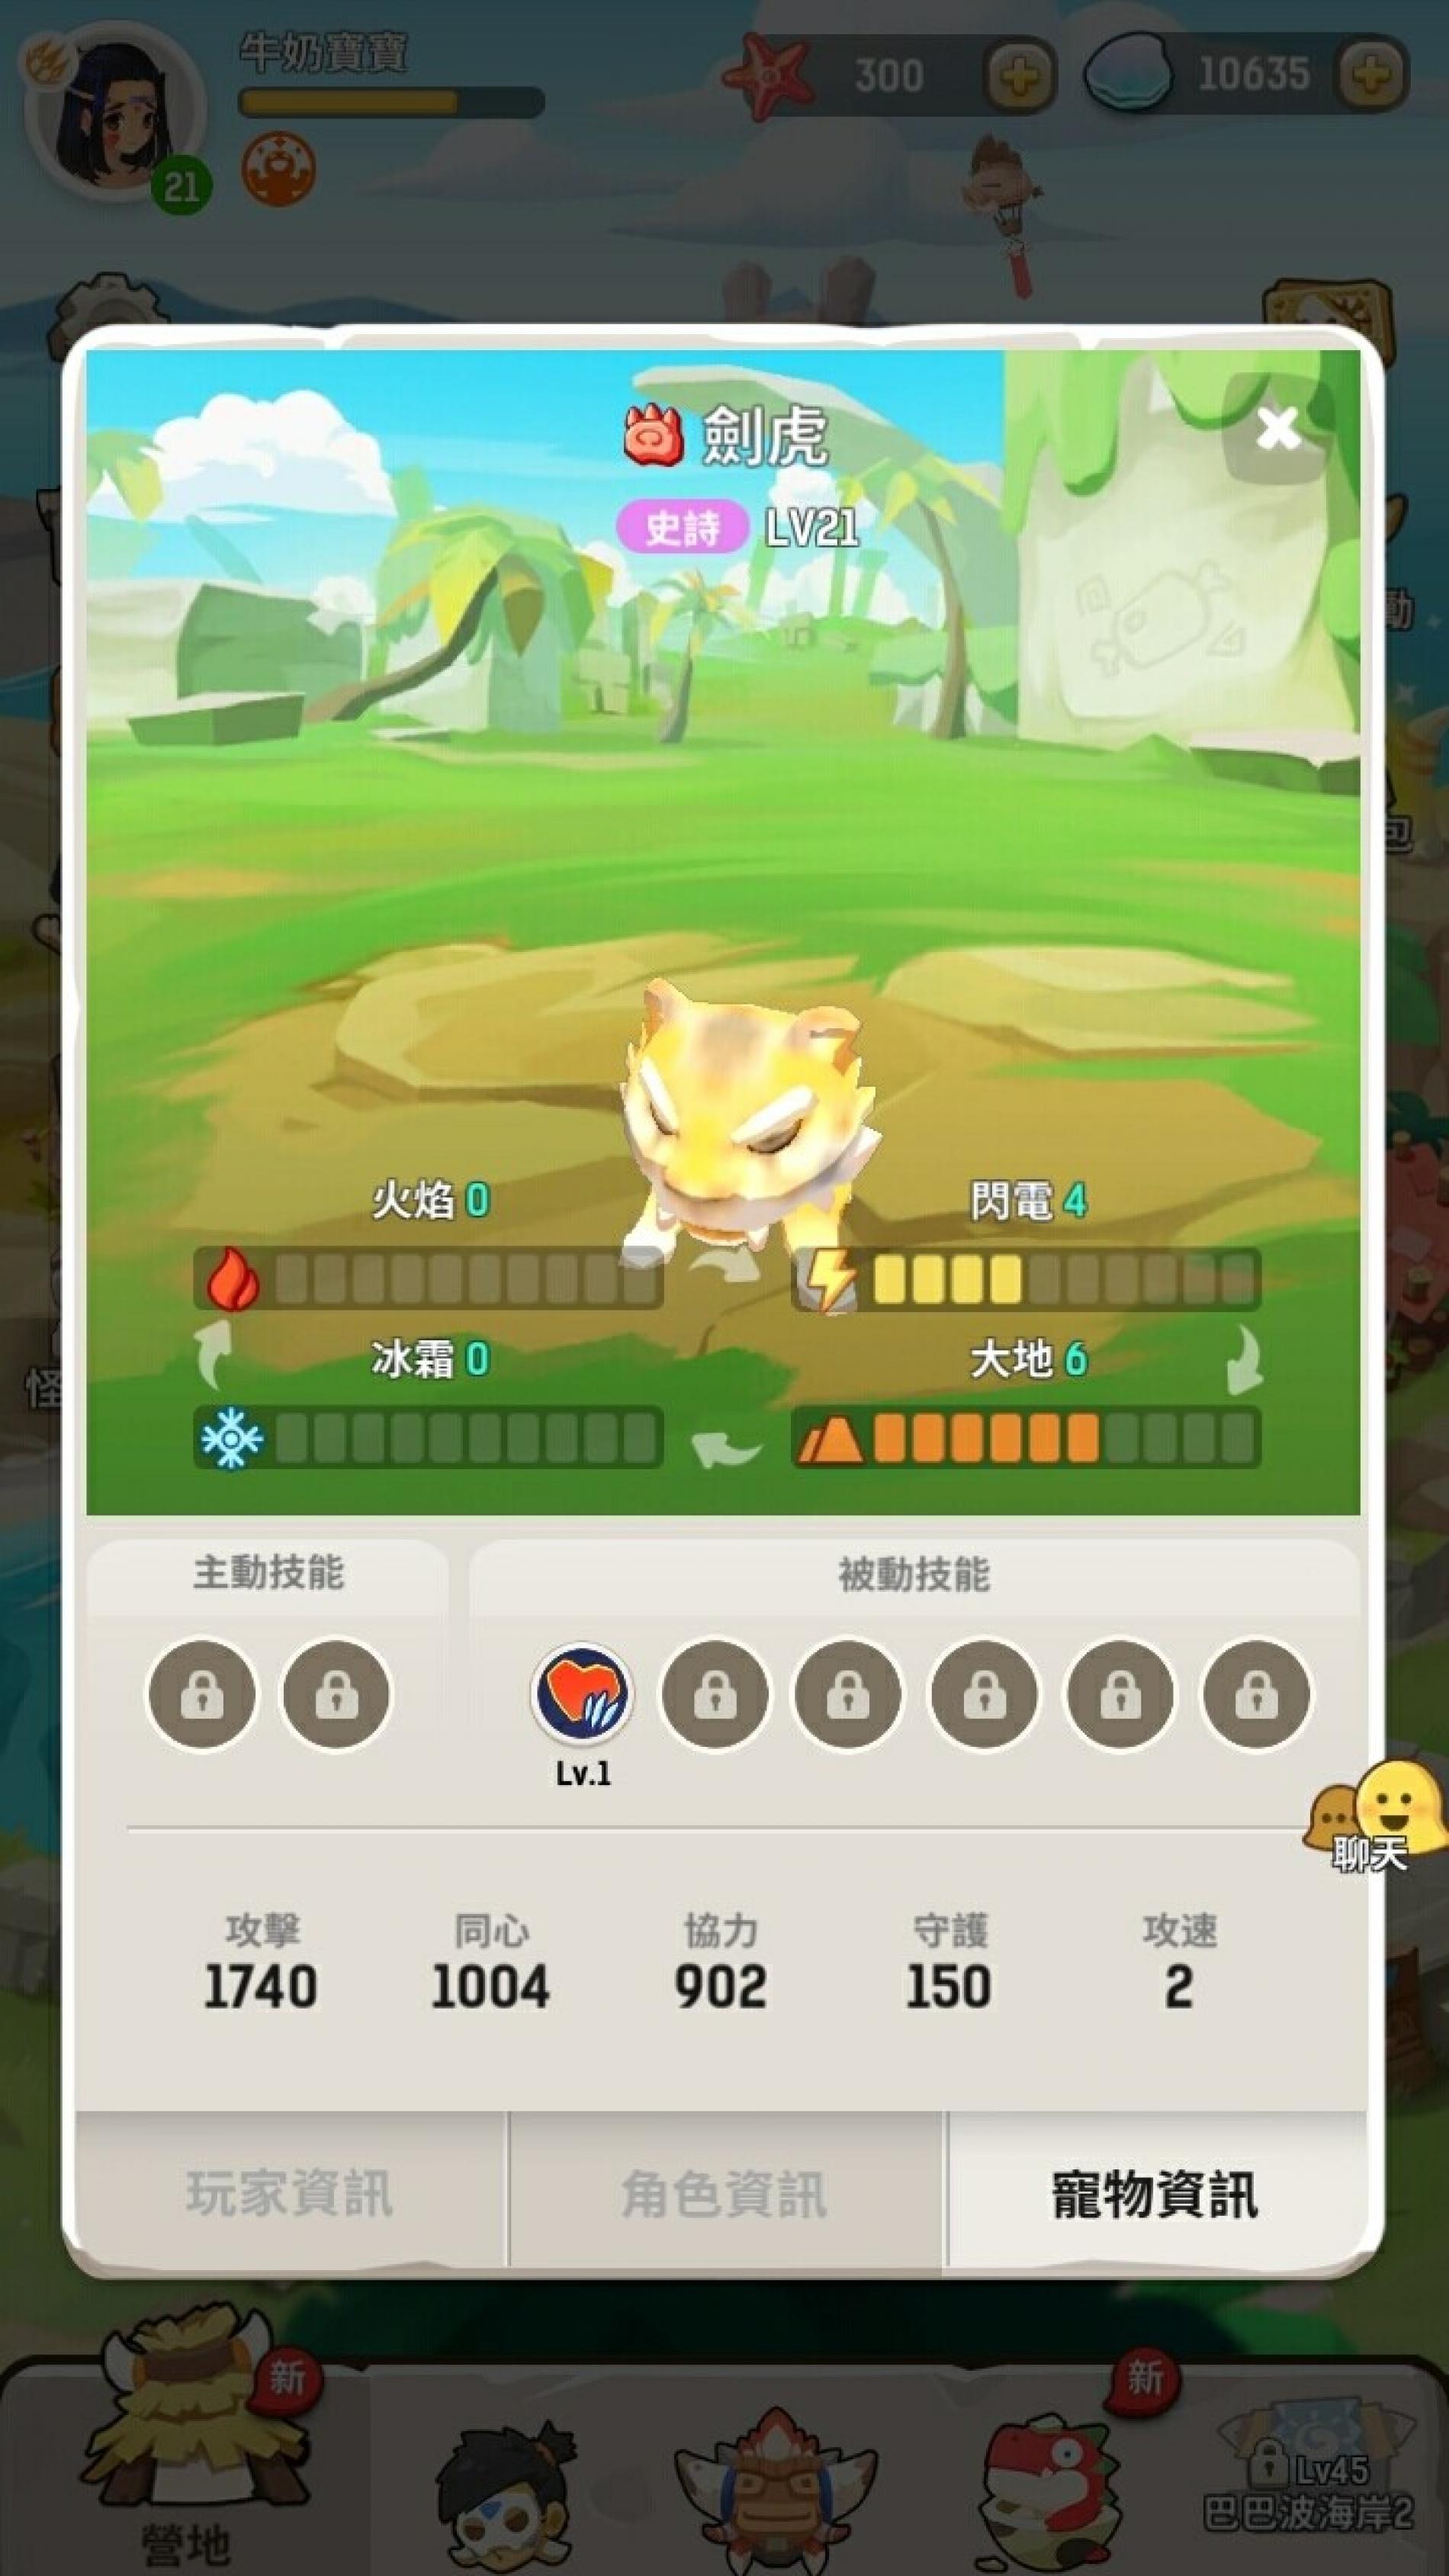 牛奶寶寶
300
10635
21
劍虎
史詩 LV21
火焰 0
閃電 4
冰霜 0
大地 6
主動技能
被動技能
Lv.1
聊天
攻擊 同心 協力 守護 攻速
1740 1004 902 150 2
玩家資訊 角色資訊 寵物資訊
新
新
Lv45
巴巴波海岸2
營地